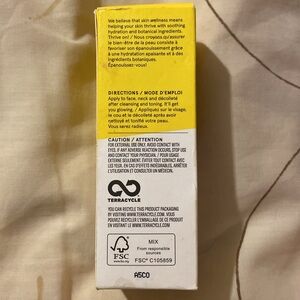 We believe that skin wellness means
helping your skin thrive with soothing
hydration and botanical ingredients.
Thrive on! / Nous croyons qu'assurer
le bien-être de la peau consiste à
favoriser son épanouissement grâce
à une hydratation apaisante et à des
ingrédients botaniques.
Épanouissez-vous!
DIRECTIONS / MODE D'EMPLOI
Apply to face, neck and décolleté
after cleansing and toning. It'll get
you glowing. / Appliquez sur le visage,
le cou et le décolleté après avoir
nettoyé et tonifié votre peau.
Vous serez radieux.
CAUTION / ATTENTION
FOR EXTERNAL USE ONLY. AVOID CONTACT WITH
EYES. IF ANY ADVERSE REACTION OCCURS, STOP USE
AND CONTACT YOUR PHYSICIAN. / POUR USAGE
EXTERNE SEULEMENT. ÉVITER TOUT CONTACT AVEC
LES YEUX. EN CAS D'EFFETS INDÉSIRABLES, ARRÊTER
L'UTILISATION ET CONSULTER UN MÉDECIN.
TERRACYCLE
YOU CAN RECYCLE THIS PRODUCT PACKAGING
BY VISITING WWW.TERRACYCLE.COM. / VOUS
POUVEZ RECYCLER L'EMBALLAGE DE CE PRODUIT
EN VISITANT LE WWW.TERRACYCLE.COM.
FSC
www.fsc.org
MIX
From responsible
sources
FSC® C105859
A5CO